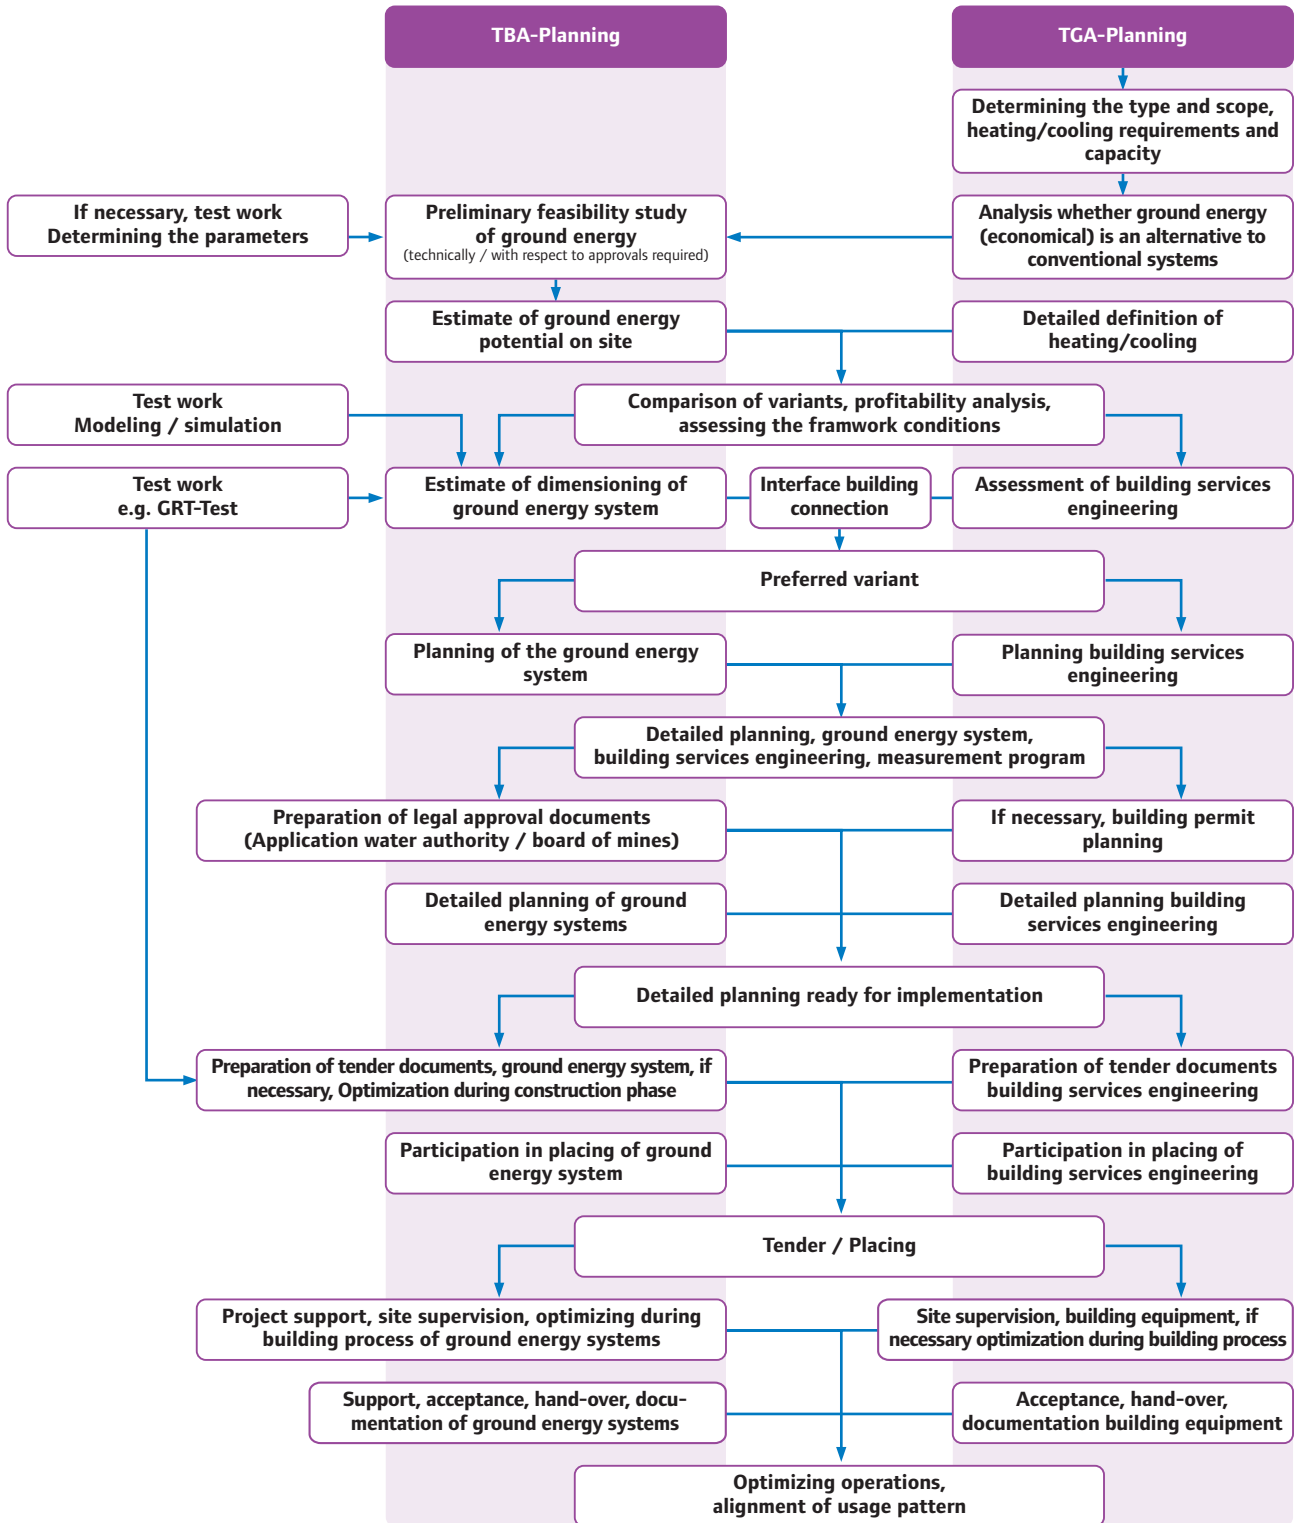 TBA-Planning
TGA-Planning
Determining the type and scope,
heating/cooling requirements and
capacity
If necessary, test work
Determining the parameters
Preliminary feasibility study
of ground energy
(technically / with respect to approvals required)
Analysis whether ground energy
(economical) is an alternative to
conventional systems
Estimate of ground energy
potential on site
Detailed definition of
heating/cooling
Test work
Modeling / simulation
Comparison of variants, profitability analysis,
assessing the framwork conditions
Test work
e.g. GRT-Test
Estimate of dimensioning of
ground energy system
Interface building
connection
Assessment of building services
engineering
Preferred variant
Planning of the ground energy
system
Planning building services
engineering
Detailed planning, ground energy system,
building services engineering, measurement program
Preparation of legal approval documents
(Application water authority / board of mines)
If necessary, building permit
planning
Detailed planning of ground
energy systems
Detailed planning building
services engineering
Detailed planning ready for implementation
Preparation of tender documents, ground energy system, if
necessary, Optimization during construction phase
Preparation of tender documents
building services engineering
Participation in placing of ground
energy system
Participation in placing of
building services engineering
Tender / Placing
Project support, site supervision, optimizing during
building process of ground energy systems
Site supervision, building equipment, if
necessary optimization during building process
Support, acceptance, hand-over, docu-
mentation of ground energy systems
Acceptance, hand-over,
documentation building equipment
Optimizing operations,
alignment of usage pattern